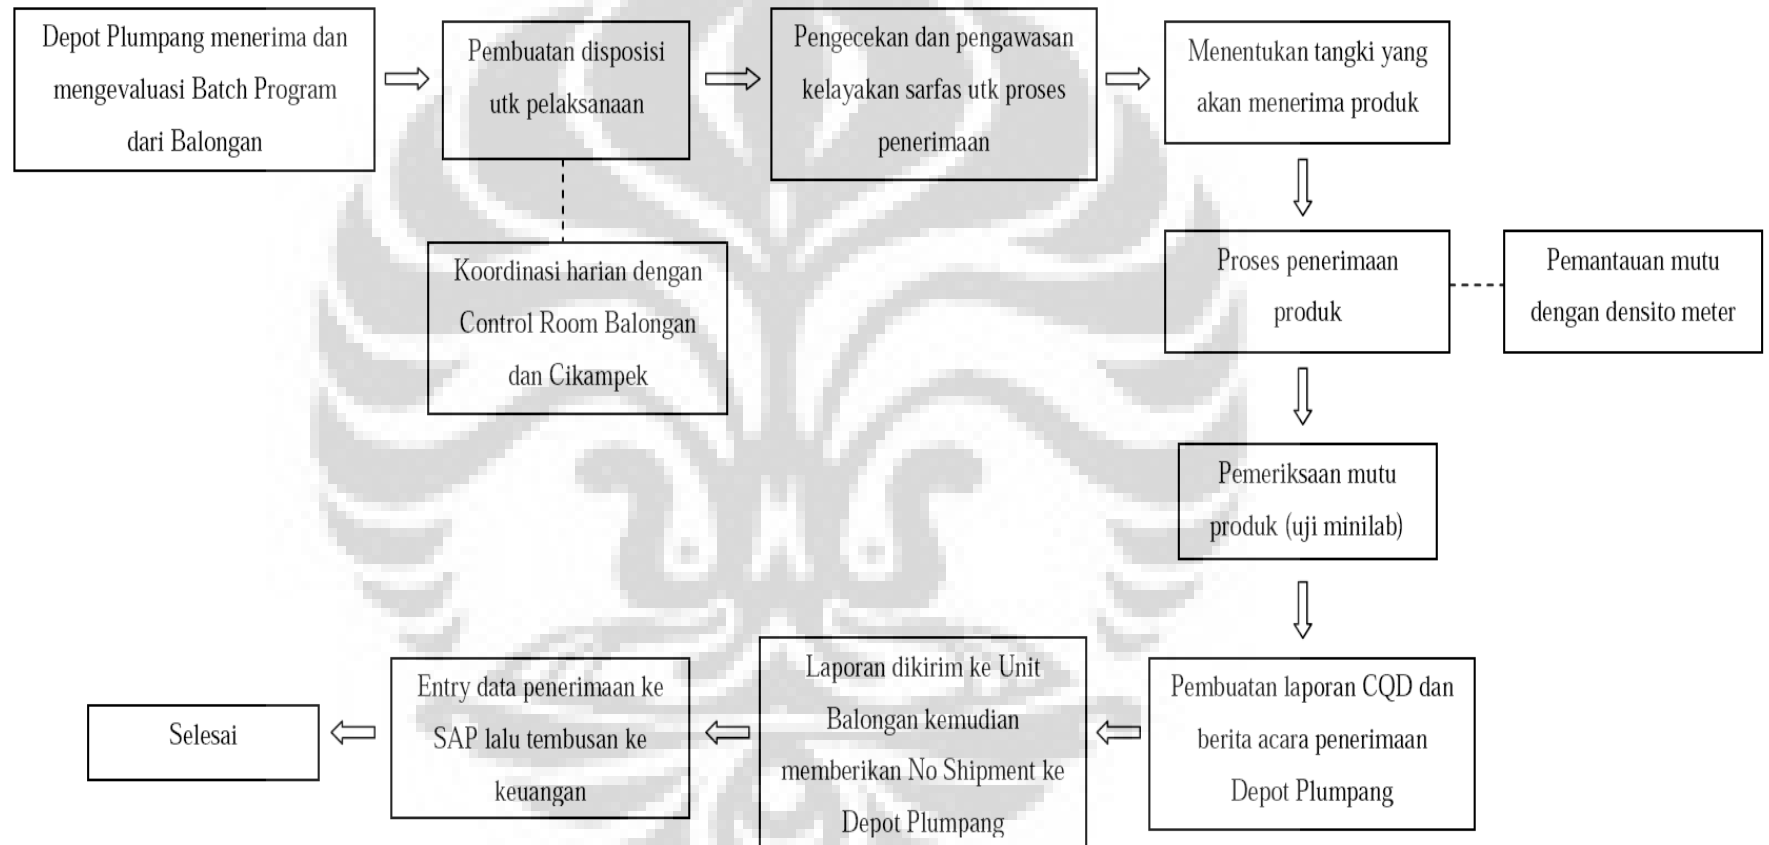 Depot Plumpang menerima dan
mengevaluasi Batch Program
dari Balongan
Pembuatan disposisi
utk pelaksanaan
Pengecekan dan pengawasan
kelayakan sarfas utk proses
penerimaan
Menentukan tangki yang
akan menerima produk
Koordinasi harian dengan
Control Room Balongan
dan Cikampek
Proses penerimaan
produk
Pemantauan mutu
dengan densito meter
Pemeriksaan mutu
produk (uji minilab)
Pembuatan laporan CQD dan
berita acara penerimaan
Depot Plumpang
Laporan dikirim ke Unit
Balongan kemudian
memberikan No Shipment ke
Depot Plumpang
Entry data penerimaan ke
SAP lalu tembusan ke
keuangan
Selesai